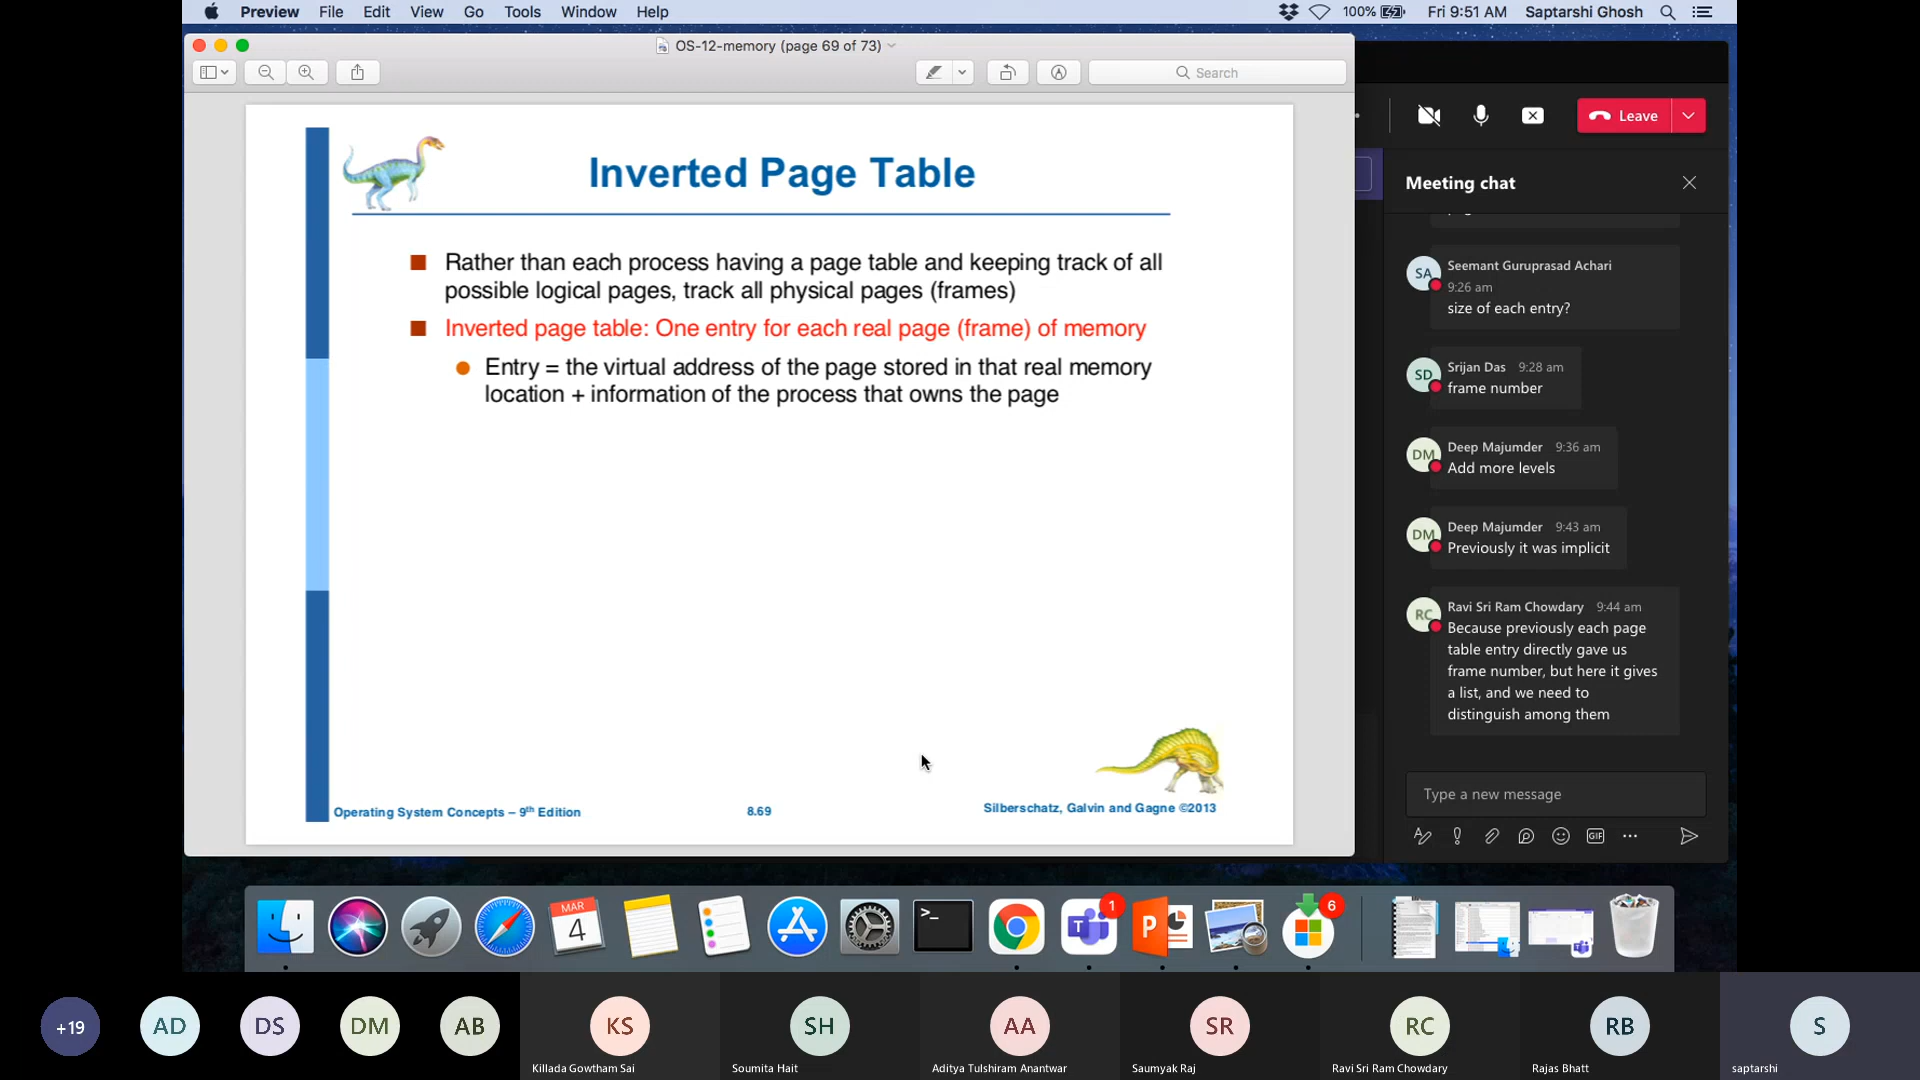 Preview File Edit View Go Tools Window Help
100% Fri 9:51 AM Saptarshi Ghosh
OS-12-memory (page 69 of 73)
Search
Inverted Page Table
Rather than each process having a page table and keeping track of all
possible logical pages, track all physical pages (frames)
Inverted page table: One entry for each real page (frame) of memory
Entry = the virtual address of the page stored in that real memory
location + information of the process that owns the page
Operating System Concepts – 9th Edition
8.69
Silberschatz, Galvin and Gagne ©2013
Leave
Meeting chat
SA
Seemant Guruprasad Achari
9:26 am
size of each entry?
SD
Srijan Das 9:28 am
frame number
DM
Deep Majumder 9:36 am
Add more levels
DM
Deep Majumder 9:43 am
Previously it was implicit
RC
Ravi Sri Ram Chowdary 9:44 am
Because previously each page
table entry directly gave us
frame number, but here it gives
a list, and we need to
distinguish among them
Type a new message
GIF
MAR
4
>_
1
P
6
+19 AD DS DM AB KS SH AA SR RC RB S
Killada Gowtham Sai Soumita Hait Aditya Tulshiram Anantwar Saumyak Raj Ravi Sri Ram Chowdary Rajas Bhatt saptarshi